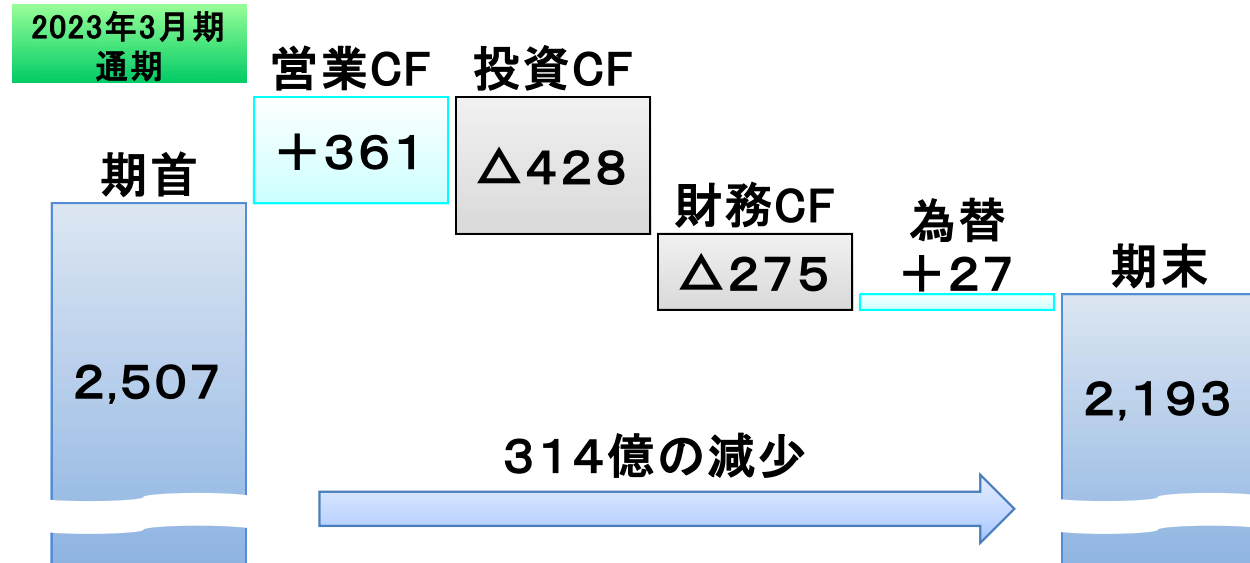 2023年3月期
通期
営業CF
＋361
投資CF
△428
期首
2,507
財務CF
△275
為替
＋27
期末
2,193
314億の減少